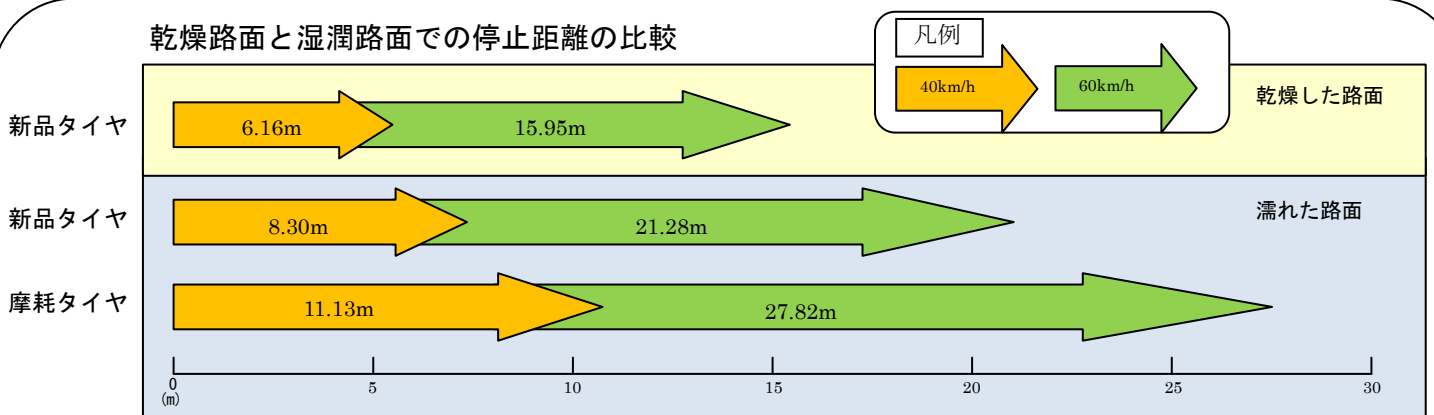 乾燥路面と湿潤路面での停止距離の比較
凡例
40km/h
60km/h
乾燥した路面
新品タイヤ
6.16m
15.95m
濡れた路面
新品タイヤ
8.30m
21.28m
摩耗タイヤ
11.13m
27.82m
0 5 10 15 20 25 30
(m)